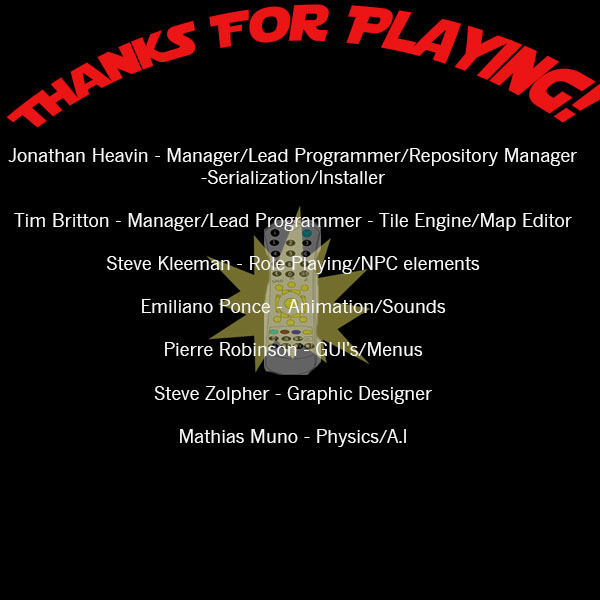 THANKS FOR PLAYING!
Jonathan Heavin - Manager/Lead Programmer/Repository Manager
-Serialization/Installer
Tim Britton - Manager/Lead Programmer - Tile Engine/Map Editor
Steve Kleeman - Role Playing/NPC elements
Emiliano Ponce - Animation/Sounds
Pierre Robinson - GUI's/Menus
Steve Zolpher - Graphic Designer
Mathias Muno - Physics/A.I